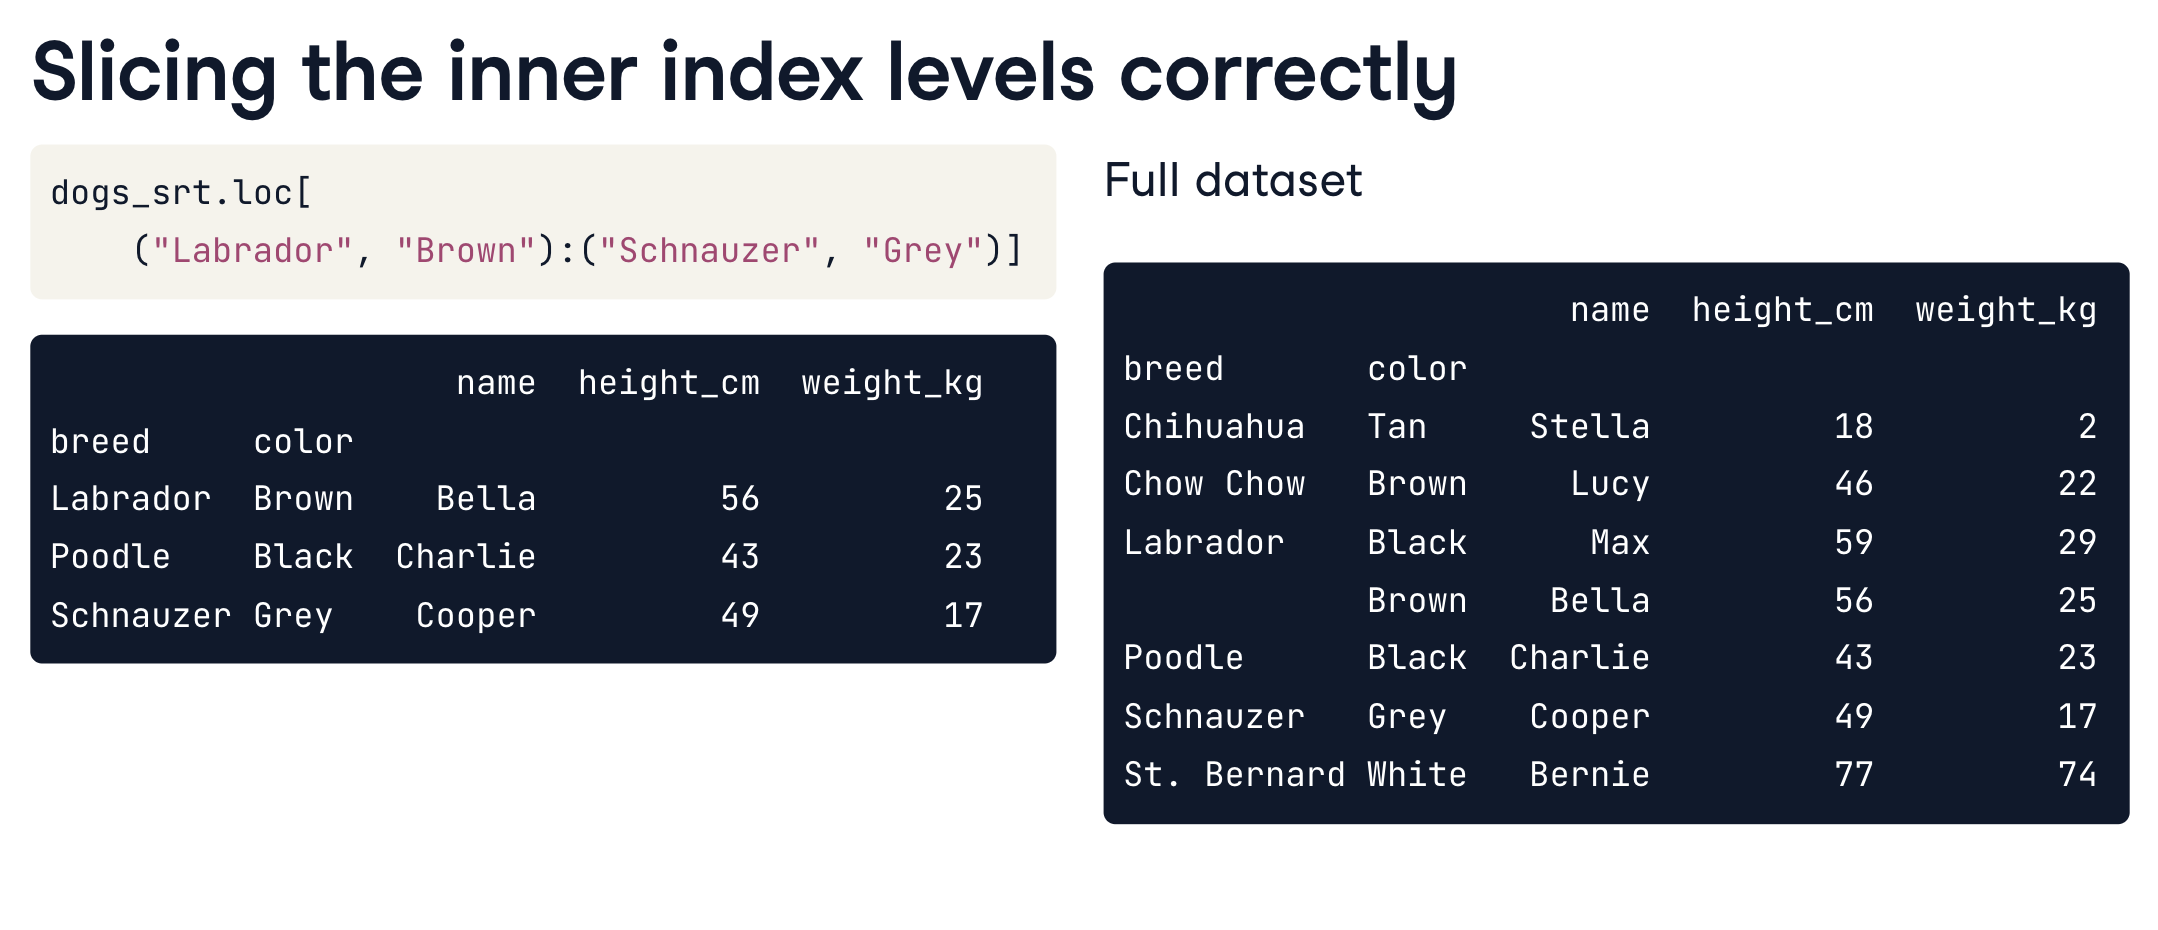 Slicing the inner index levels correctly
dogs_srt.loc[
    ("Labrador", "Brown"):("Schnauzer", "Grey")]
                    name  height_cm  weight_kg
breed     color
Labrador  Brown    Bella         56         25
Poodle    Black  Charlie         43         23
Schnauzer Grey    Cooper         49         17
Full dataset
                      name  height_cm  weight_kg
breed       color
Chihuahua   Tan     Stella         18          2
Chow Chow   Brown     Lucy         46         22
Labrador    Black      Max         59         29
            Brown    Bella         56         25
Poodle      Black  Charlie         43         23
Schnauzer   Grey    Cooper         49         17
St. Bernard White   Bernie         77         74